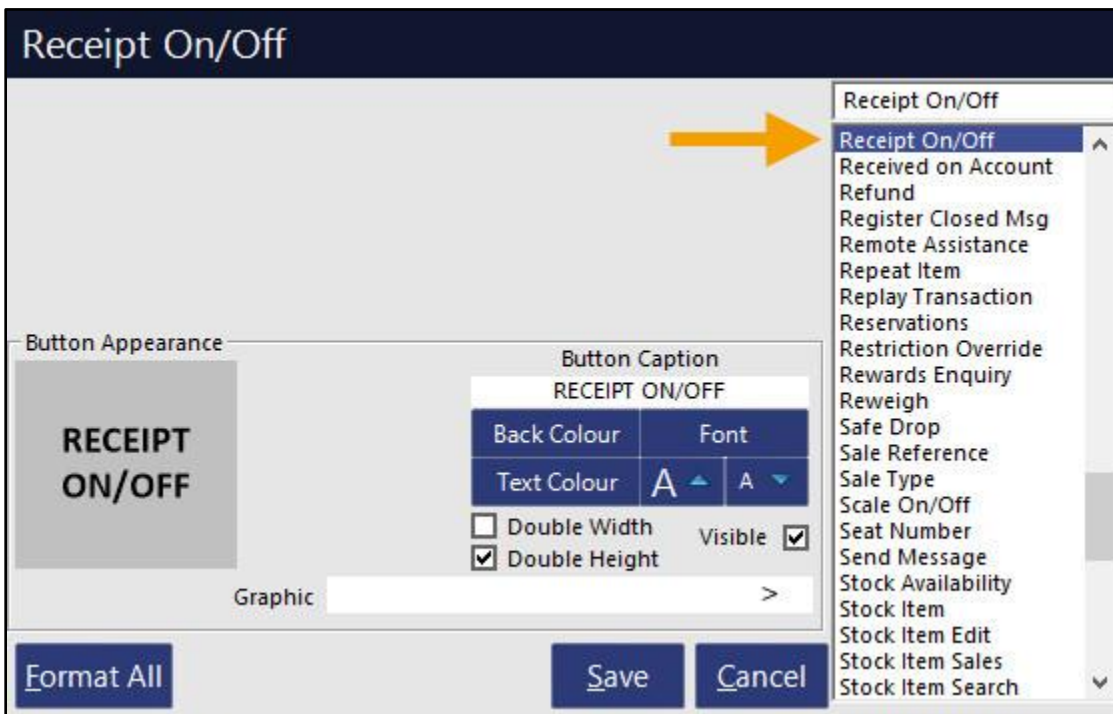 Receipt On/Off
Receipt On/Off
Receipt On/Off
Received on Account
Refund
Register Closed Msg
Remote Assistance
Repeat Item
Replay Transaction
Reservations
Restriction Override
Rewards Enquiry
Reweigh
Safe Drop
Sale Reference
Sale Type
Scale On/Off
Seat Number
Send Message
Stock Availability
Stock Item
Stock Item Edit
Stock Item Sales
Stock Item Search
Button Appearance
RECEIPT
ON/OFF
Button Caption
RECEIPT ON/OFF
Back Colour Font
Text Colour A A
Double Width
Visible
Double Height
Graphic >
Format All Save Cancel